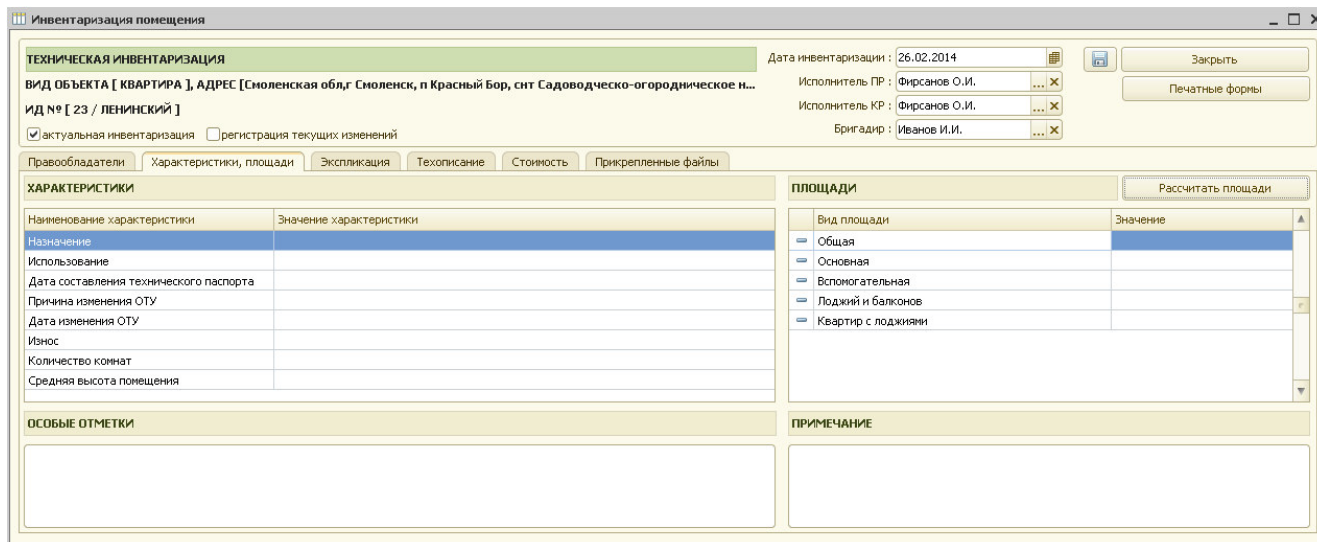 Инвентаризация помещения
ТЕХНИЧЕСКАЯ ИНВЕНТАРИЗАЦИЯ
ВИД ОБЪЕКТА [ КВАРТИРА ], АДРЕС [Смоленская обл,г Смоленск, п Красный Бор, снт Садоводческо-огородническое н...
ИД № [ 23 / ЛЕНИНСКИЙ ]
актуальная инвентаризация регистрация текущих изменений
Дата инвентаризации : 26.02.2014
Исполнитель ПР : Фирсанов О.И. ...
Исполнитель КР : Фирсанов О.И. ...
Бригадир : Иванов И.И. ...
Закрыть
Печатные формы
Правообладатели Характеристики, площади Экспликация Техописание Стоимость Прикрепленные файлы
ХАРАКТЕРИСТИКИ
Наименование характеристики Значение характеристики
Назначение
Использование
Дата составления технического паспорта
Причина изменения ОТУ
Дата изменения ОТУ
Износ
Количество комнат
Средняя высота помещения
ПЛОЩАДИ Рассчитать площади
Вид площади Значение
Общая
Основная
Вспомогательная
Лоджий и балконов
Квартир с лоджиями
ОСОБЫЕ ОТМЕТКИ
ПРИМЕЧАНИЕ